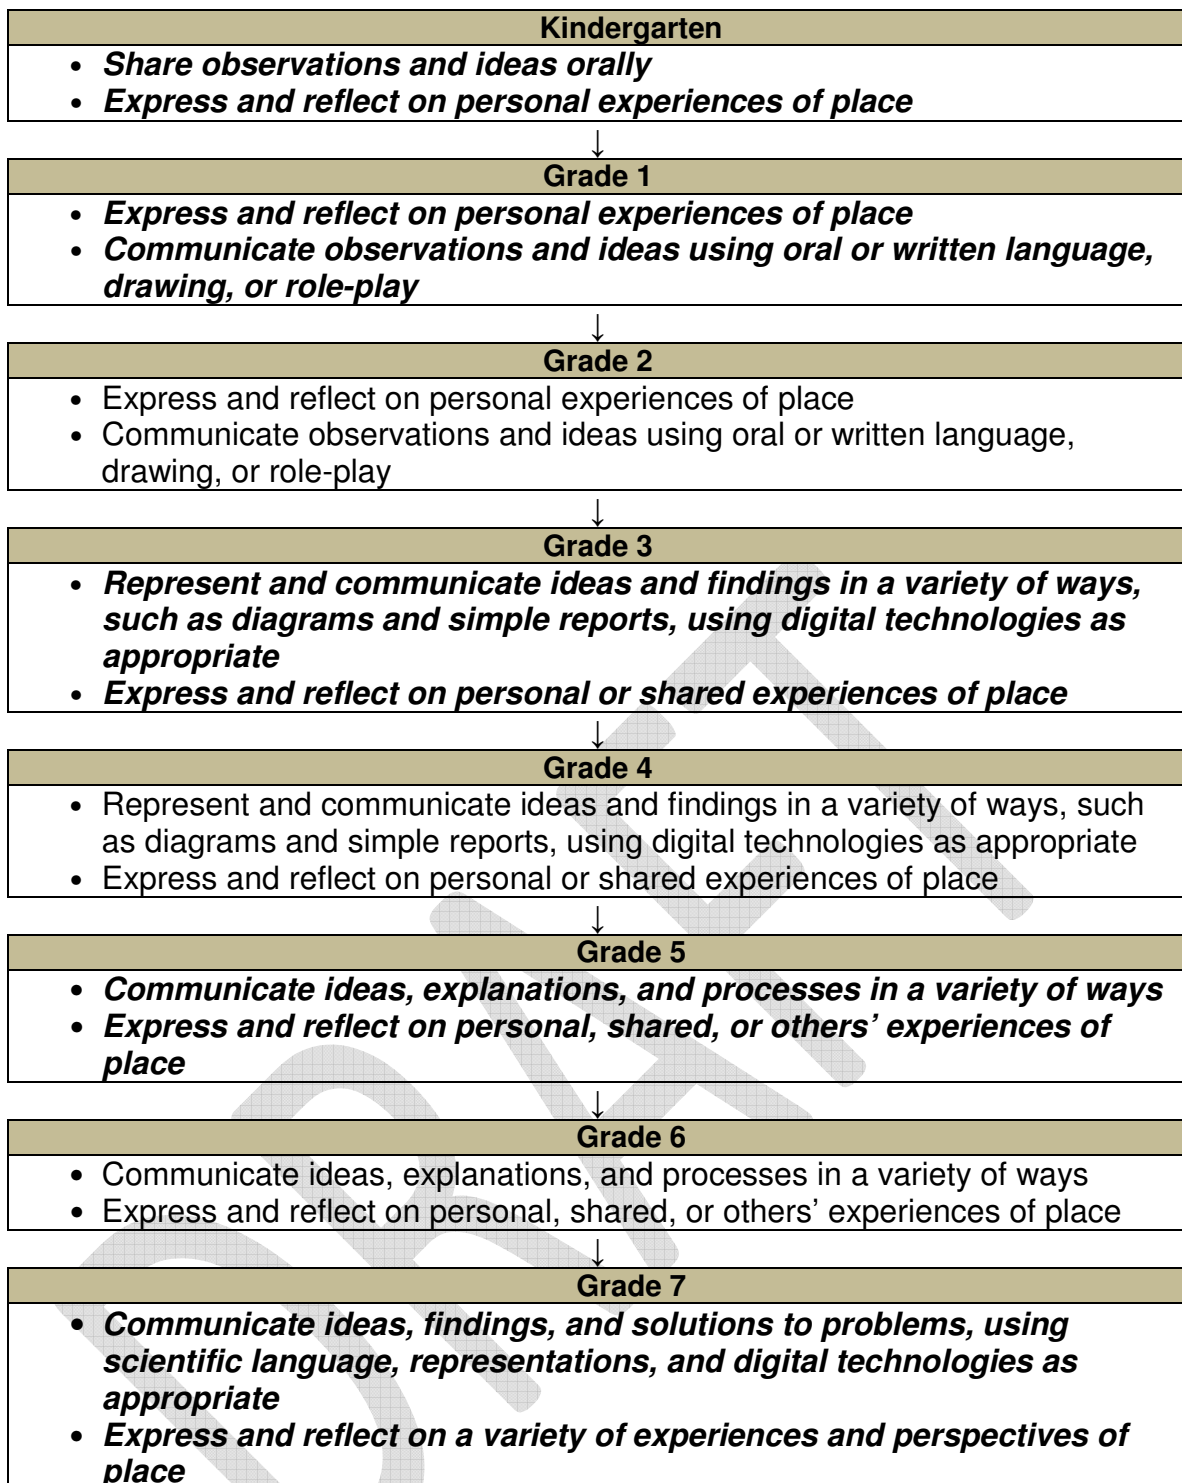 Kindergarten
• Share observations and ideas orally
• Express and reflect on personal experiences of place
↓
Grade 1
• Express and reflect on personal experiences of place
• Communicate observations and ideas using oral or written language,
drawing, or role-play
↓
Grade 2
• Express and reflect on personal experiences of place
• Communicate observations and ideas using oral or written language,
drawing, or role-play
↓
Grade 3
• Represent and communicate ideas and findings in a variety of ways,
such as diagrams and simple reports, using digital technologies as
appropriate
• Express and reflect on personal or shared experiences of place
↓
Grade 4
• Represent and communicate ideas and findings in a variety of ways, such
as diagrams and simple reports, using digital technologies as appropriate
• Express and reflect on personal or shared experiences of place
↓
Grade 5
• Communicate ideas, explanations, and processes in a variety of ways
• Express and reflect on personal, shared, or others’ experiences of
place
↓
Grade 6
• Communicate ideas, explanations, and processes in a variety of ways
• Express and reflect on personal, shared, or others’ experiences of place
↓
Grade 7
• Communicate ideas, findings, and solutions to problems, using
scientific language, representations, and digital technologies as
appropriate
• Express and reflect on a variety of experiences and perspectives of
place
DRAFT